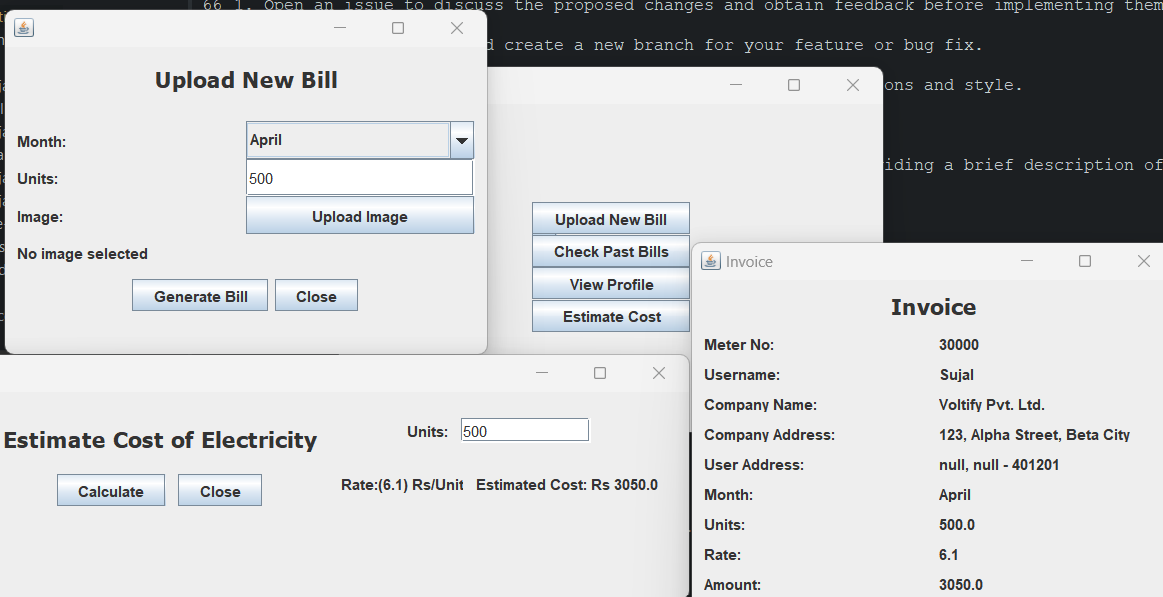 66 1. Open an issue to discuss the proposed changes and obtain feedback before implementing them
d create a new branch for your feature or bug fix.
ons and style.
iding a brief description of
Upload New Bill
Month: April
Units: 500
Image: Upload Image
No image selected
Generate Bill Close
Upload New Bill
Check Past Bills
View Profile
Estimate Cost
Estimate Cost of Electricity
Units: 500
Calculate Close
Rate:(6.1) Rs/Unit Estimated Cost: Rs 3050.0
Invoice
Invoice
Meter No: 30000
Username: Sujal
Company Name: Voltify Pvt. Ltd.
Company Address: 123, Alpha Street, Beta City
User Address: null, null - 401201
Month: April
Units: 500.0
Rate: 6.1
Amount: 3050.0